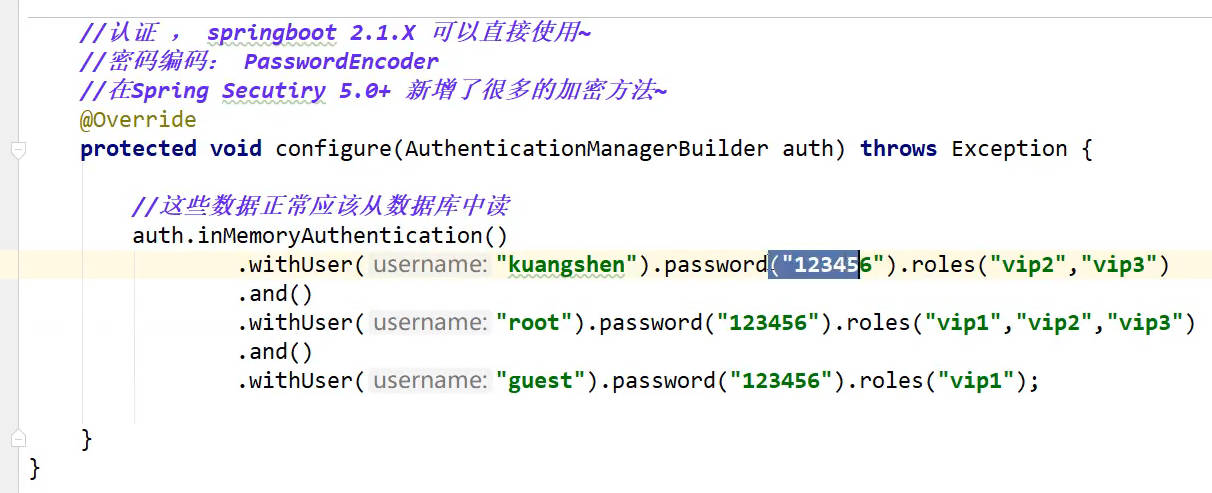 //认证 ， springboot 2.1.X 可以直接使用~
//密码编码： PasswordEncoder
//在Spring Secutiry 5.0+ 新增了很多的加密方法~
@Override
protected void configure(AuthenticationManagerBuilder auth) throws Exception {
//这些数据正常应该从数据库中读
auth.inMemoryAuthentication()
.withUser( username: "kuangshen").password("123456").roles("vip2","vip3")
.and()
.withUser( username: "root").password("123456").roles("vip1","vip2","vip3")
.and()
.withUser( username: "guest").password("123456").roles("vip1");
}
}